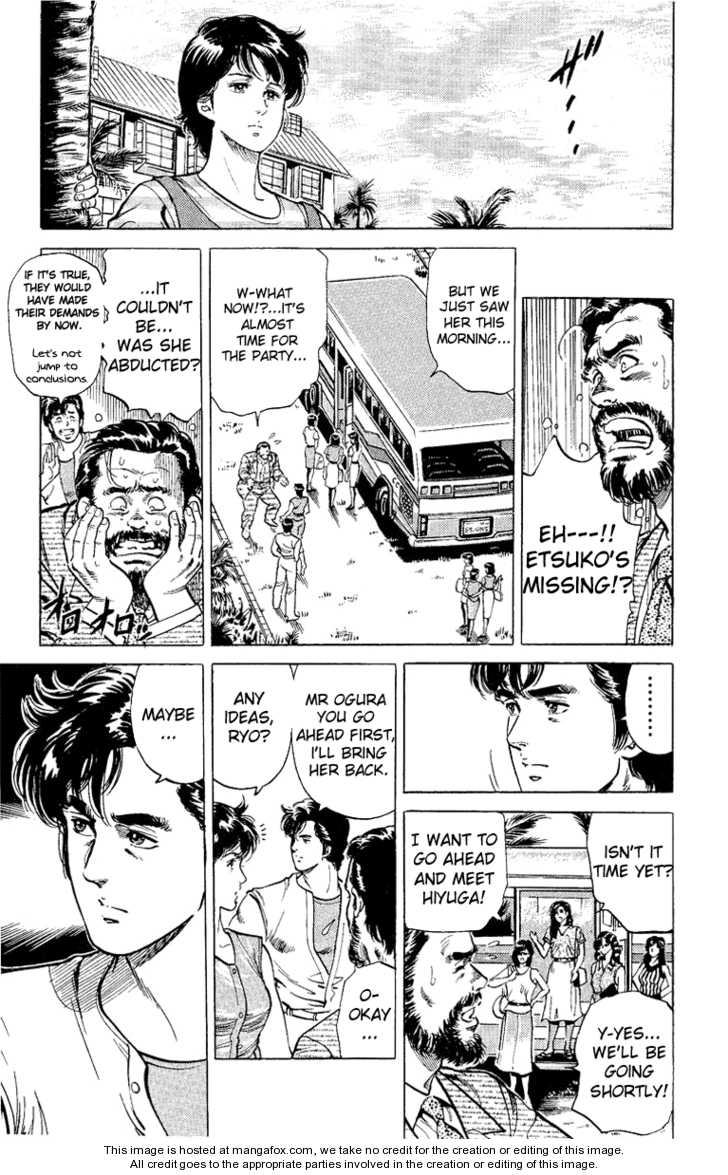 ザ・・・
EH---!!
ETSUKO'S
MISSING!?
BUT WE
JUST SAW
HER THIS
MORNING...
W-WHAT
NOW!?...IT'S
ALMOST
TIME FOR
THE PARTY...
...IT
COULDN'T
BE...
WAS SHE
ABDUCTED?
IF IT'S TRUE,
THEY WOULD
HAVE MADE
THEIR DEMANDS
BY NOW.
Let's not
jump to
conclusions.
オロオロ!!
.........
ISN'T IT
TIME YET?
I WANT TO
GO AHEAD
AND MEET
HIYUGA!
Y-YES...
WE'LL BE
GOING
SHORTLY!
MR OGURA
YOU GO
AHEAD FIRST,
I'LL BRING
HER BACK.
ANY
IDEAS,
RYO?
O-
OKAY
...
MAYBE
...
This image is hosted at mangafox.com, we take no credit for the creation or editing of this image.
All credit goes to the appropriate parties involved in the creation or editing of this image.